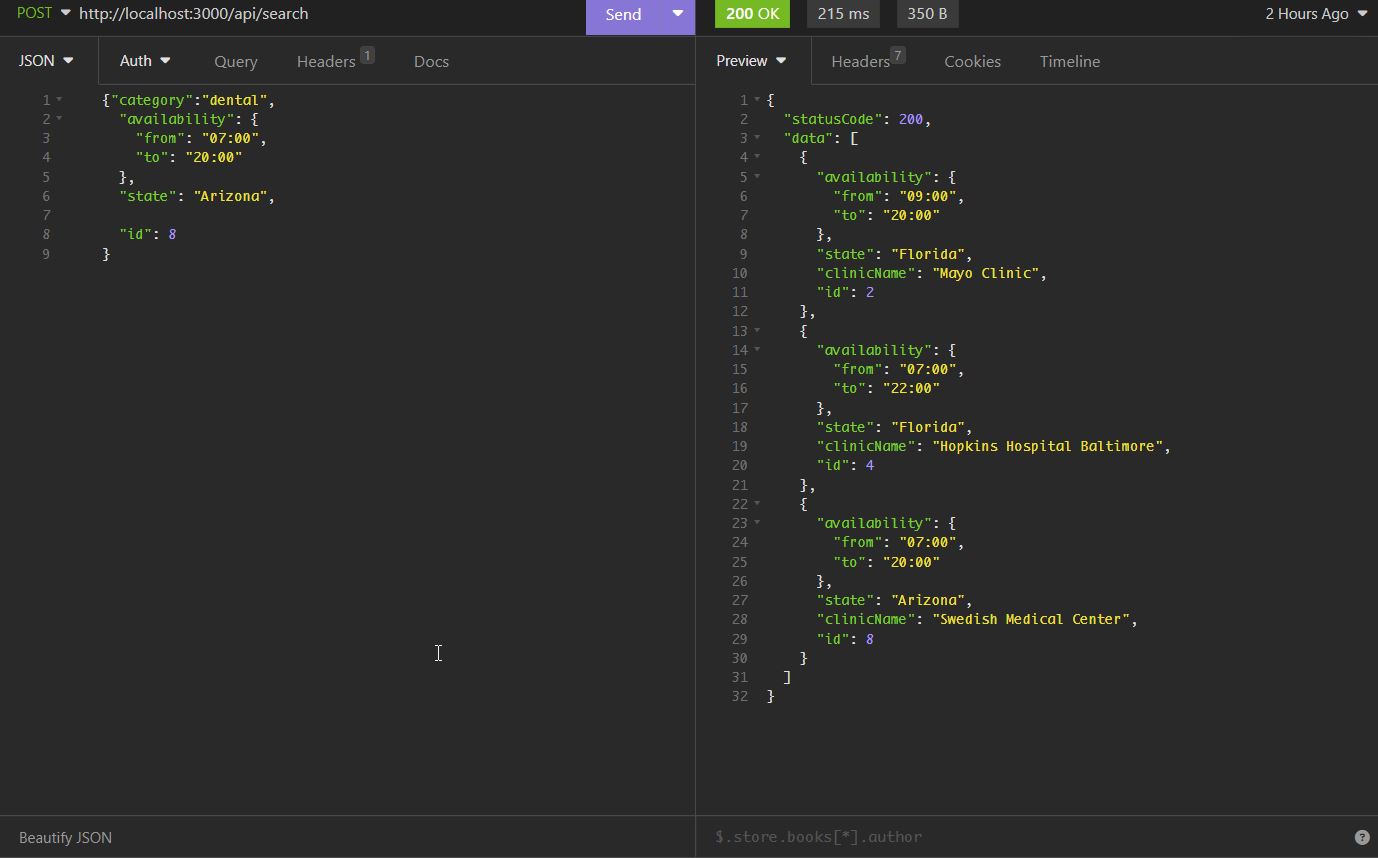 POST http://localhost:3000/api/search Send 200 OK 215 ms 350 B 2 Hours Ago
JSON Auth Query Headers 1 Docs
1 {"category":"dental",
2 "availability": {
3 "from": "07:00",
4 "to": "20:00"
5 },
6 "state": "Arizona",
7
8 "id": 8
9 }
Beautify JSON
Preview Headers 7 Cookies Timeline
1 {
2 "statusCode": 200,
3 "data": [
4 {
5 "availability": {
6 "from": "09:00",
7 "to": "20:00"
8 },
9 "state": "Florida",
10 "clinicName": "Mayo Clinic",
11 "id": 2
12 },
13 {
14 "availability": {
15 "from": "07:00",
16 "to": "22:00"
17 },
18 "state": "Florida",
19 "clinicName": "Hopkins Hospital Baltimore",
20 "id": 4
21 },
22 {
23 "availability": {
24 "from": "07:00",
25 "to": "20:00"
26 },
27 "state": "Arizona",
28 "clinicName": "Swedish Medical Center",
29 "id": 8
30 }
31 ]
32 }
$.store.books[*].author ?